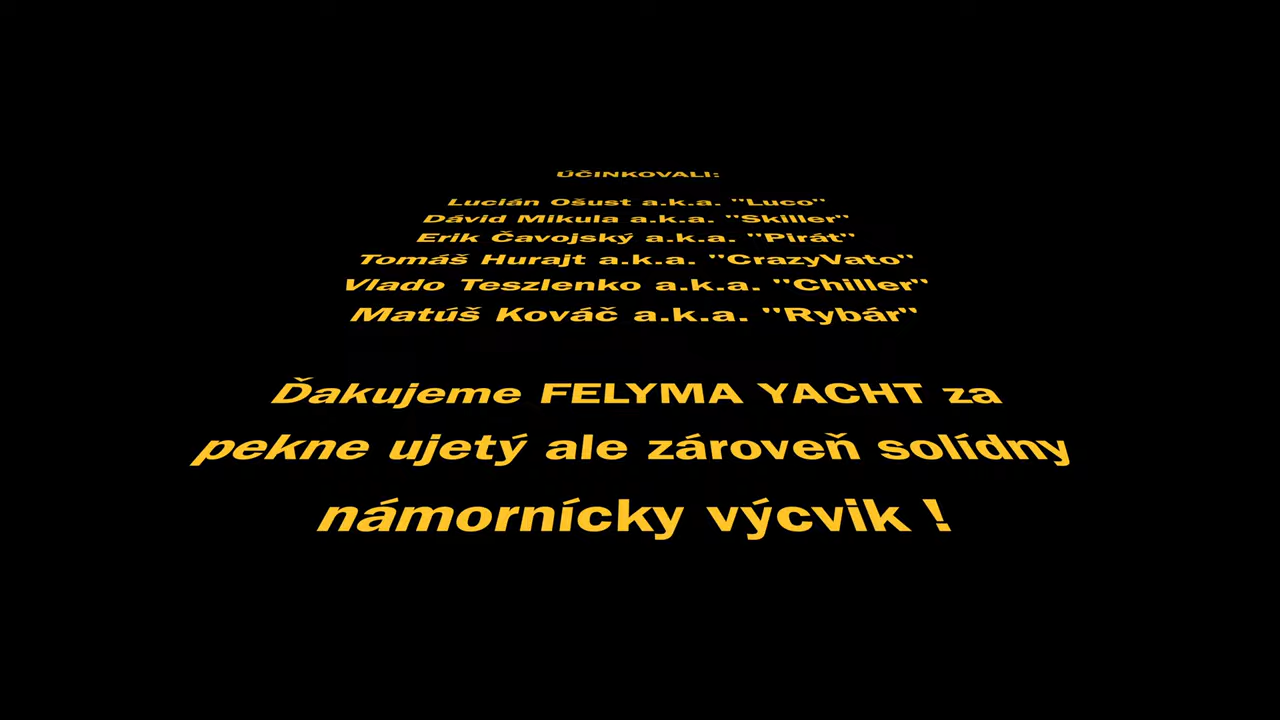 ÚČINKOVALI:
Lucián Ošust a.k.a. "Luco"
Dávid Mikula a.k.a. "Skiller"
Erik Čavojský a.k.a. "Pirát"
Tomáš Hurajt a.k.a. "CrazyVato"
Vlado Teszlenko a.k.a. "Chiller"
Matúš Kováč a.k.a. "Rybár"
Ďakujeme FELYMA YACHT za
pekne ujetý ale zároveň solídny
námornícky výcvik !